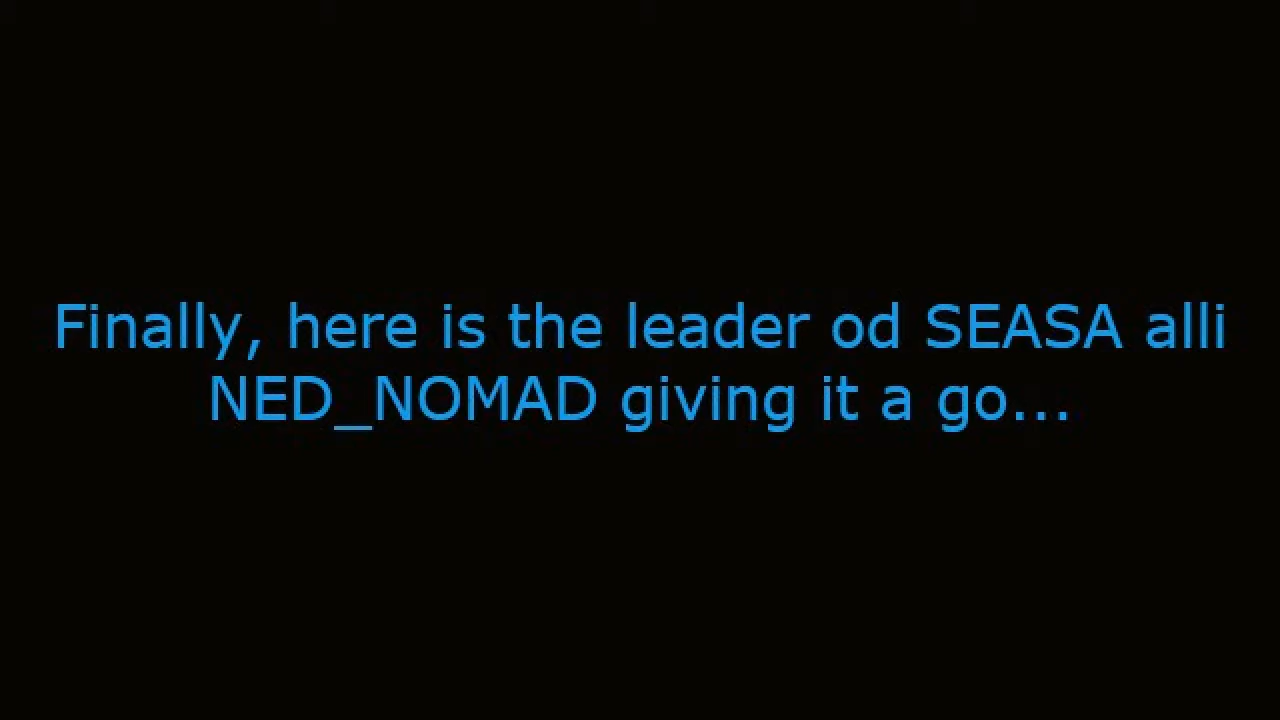 Finally, here is the leader od SEASA alli
NED_NOMAD giving it a go...